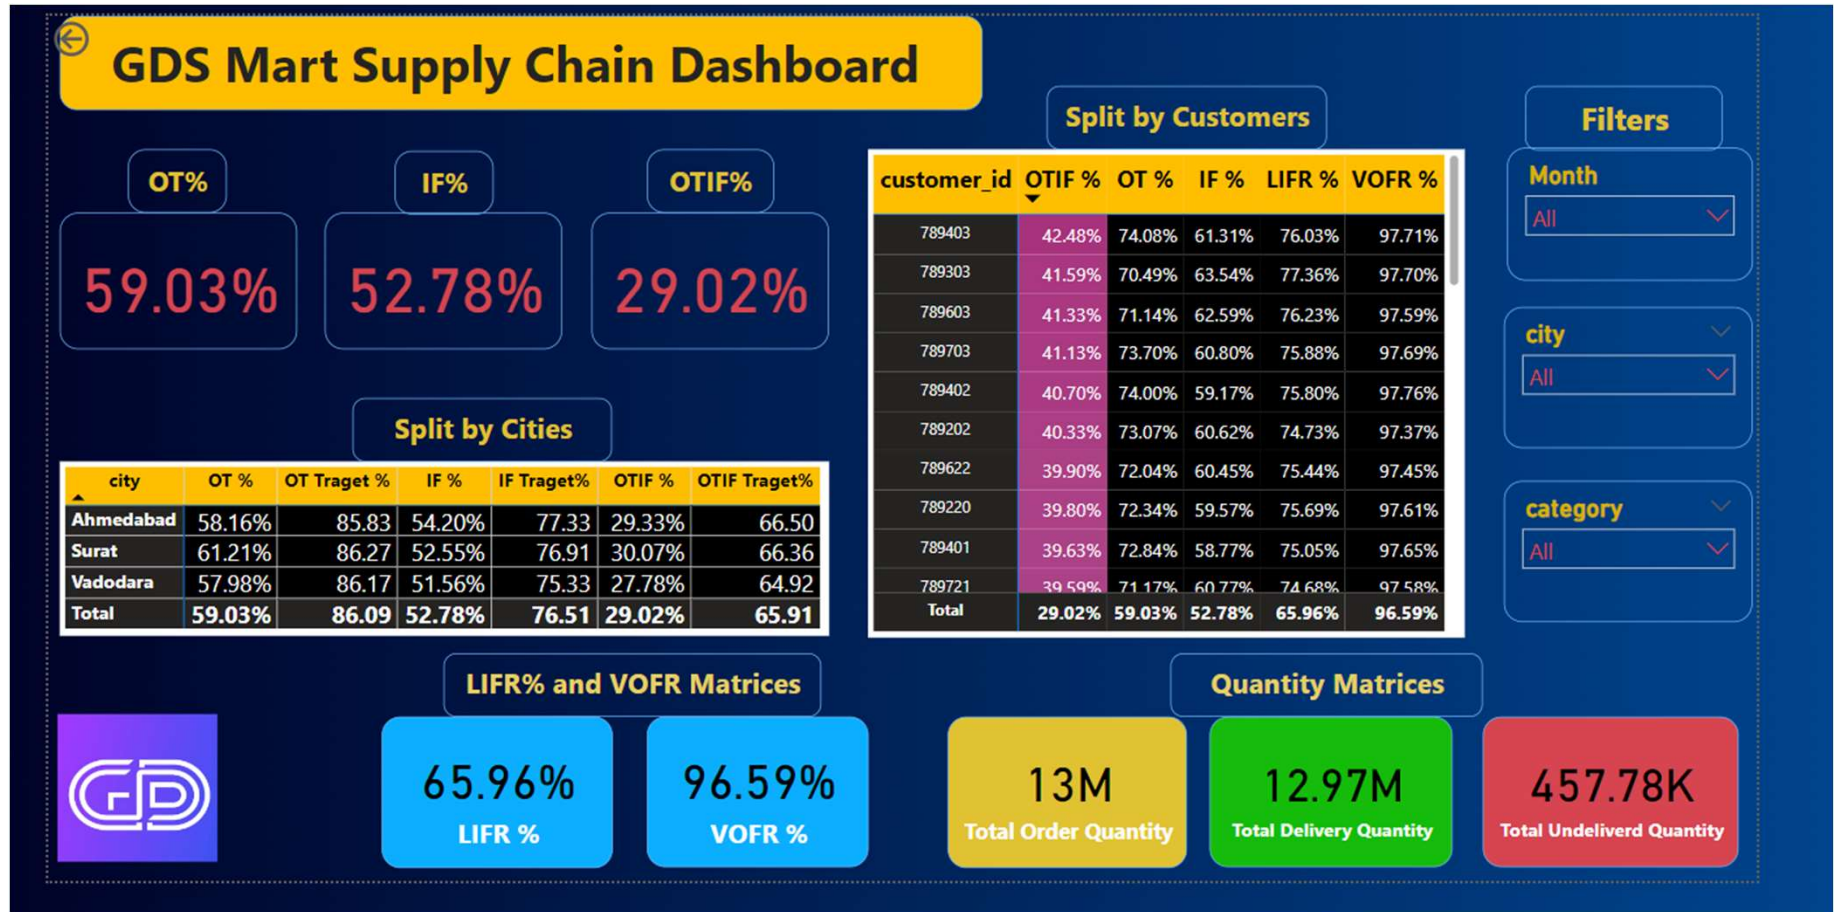 GDS Mart Supply Chain Dashboard
OT%
IF%
OTIF%
59.03%
52.78%
29.02%
Split by Cities
city OT % OT Traget % IF % IF Traget% OTIF % OTIF Traget%
Ahmedabad 58.16% 85.83 54.20% 77.33 29.33% 66.50
Surat 61.21% 86.27 52.55% 76.91 30.07% 66.36
Vadodara 57.98% 86.17 51.56% 75.33 27.78% 64.92
Total 59.03% 86.09 52.78% 76.51 29.02% 65.91
Split by Customers
customer_id OTIF % OT % IF % LIFR % VOFR %
789403 42.48% 74.08% 61.31% 76.03% 97.71%
789303 41.59% 70.49% 63.54% 77.36% 97.70%
789603 41.33% 71.14% 62.59% 76.23% 97.59%
789703 41.13% 73.70% 60.80% 75.88% 97.69%
789402 40.70% 74.00% 59.17% 75.80% 97.76%
789202 40.33% 73.07% 60.62% 74.73% 97.37%
789622 39.90% 72.04% 60.45% 75.44% 97.45%
789220 39.80% 72.34% 59.57% 75.69% 97.61%
789401 39.63% 72.84% 58.77% 75.05% 97.65%
789721 39.59% 71.17% 60.77% 74.68% 97.58%
Total 29.02% 59.03% 52.78% 65.96% 96.59%
Filters
Month
All
city
All
category
All
LIFR% and VOFR Matrices
65.96%
LIFR %
96.59%
VOFR %
Quantity Matrices
13M
Total Order Quantity
12.97M
Total Delivery Quantity
457.78K
Total Undeliverd Quantity
GD